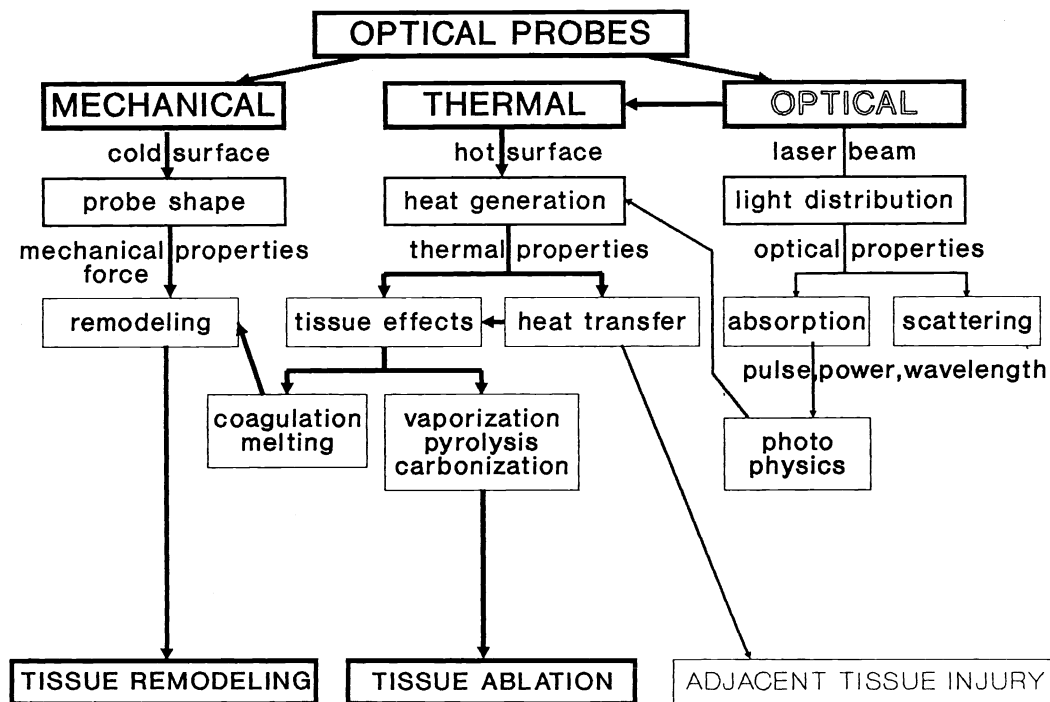 OPTICAL PROBES
MECHANICAL
THERMAL
OPTICAL
cold surface
hot surface
laser beam
probe shape
heat generation
light distribution
mechanical properties
force
thermal properties
optical properties
remodeling
tissue effects
heat transfer
absorption
scattering
pulse,power,wavelength
coagulation
melting
vaporization
pyrolysis
carbonization
photo
physics
TISSUE REMODELING
TISSUE ABLATION
ADJACENT TISSUE INJURY